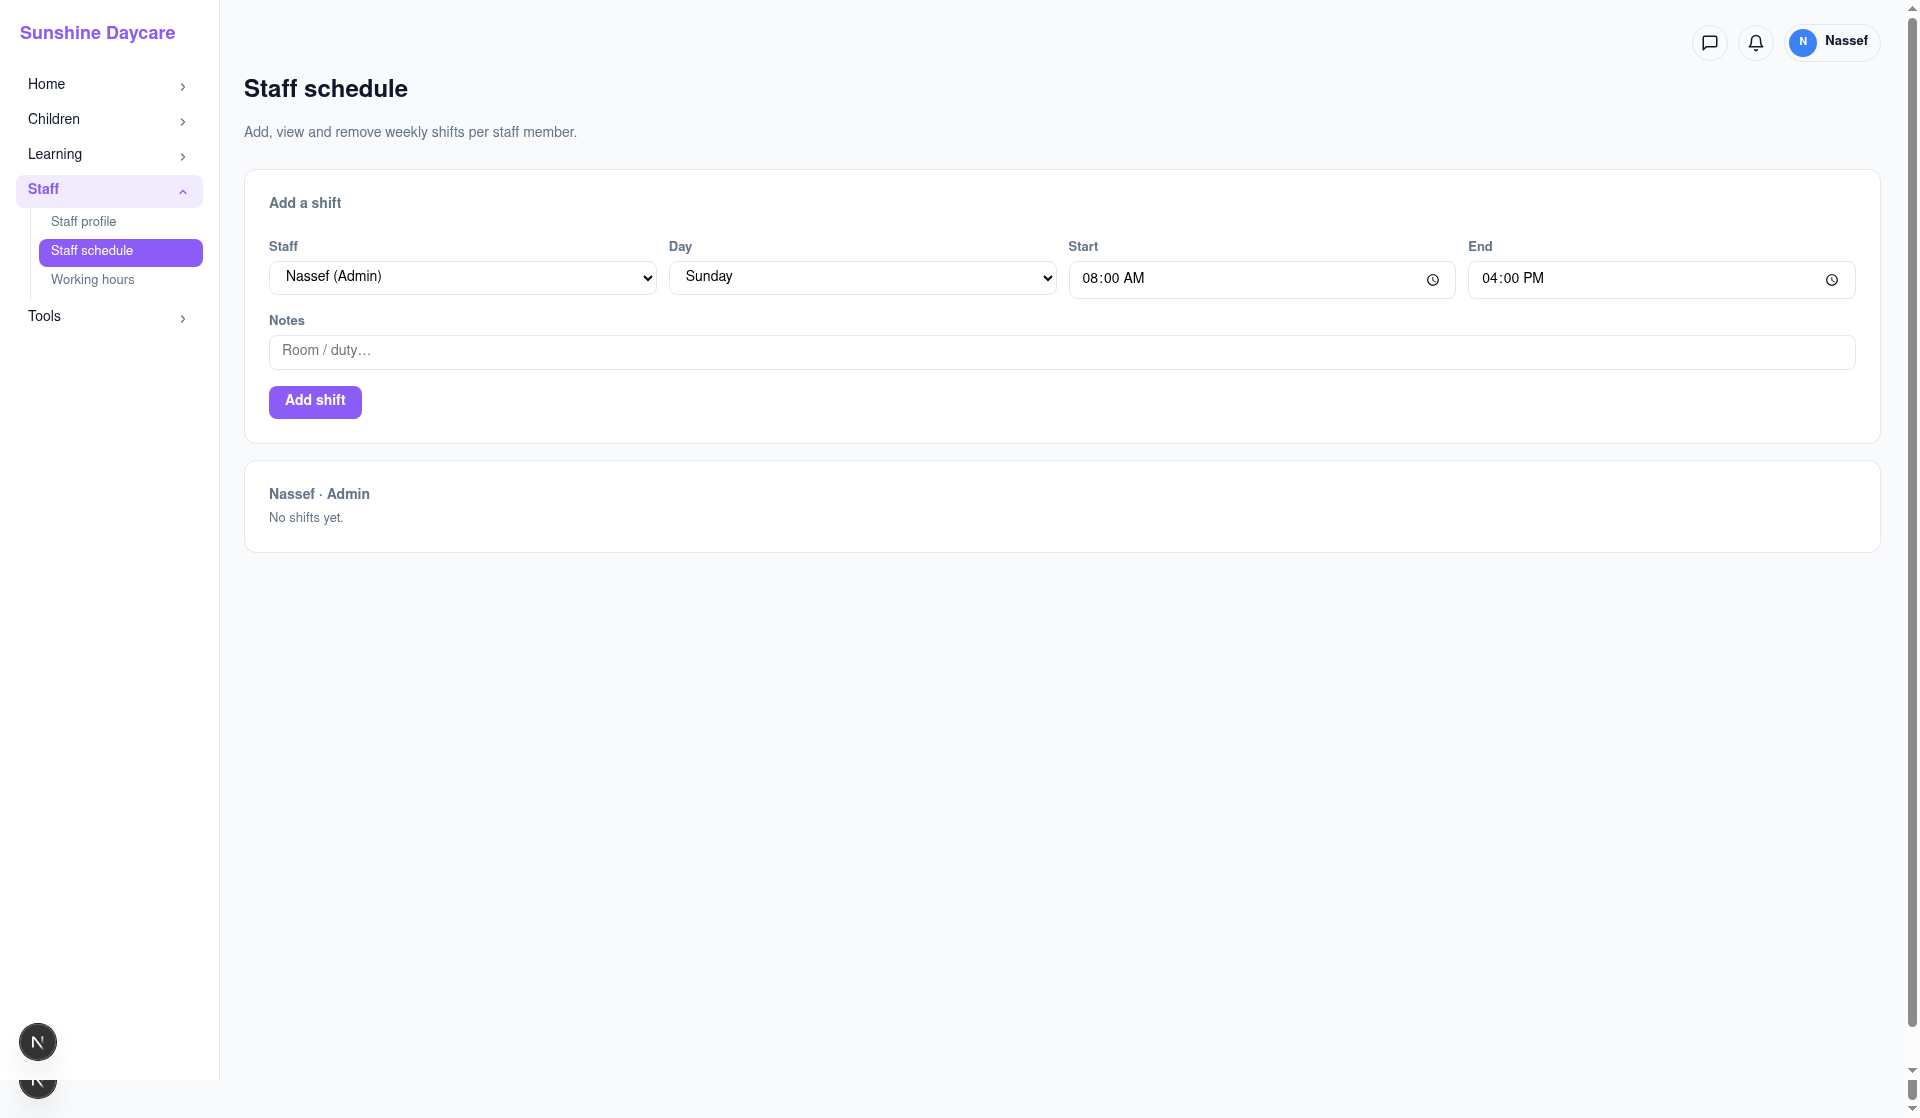 Sunshine Daycare
Home
Children
Learning
Staff
Staff profile
Staff schedule
Working hours
Tools
N
Nassef
Staff schedule
Add, view and remove weekly shifts per staff member.
Add a shift
Staff
Day
Start
End
Nassef (Admin)
Sunday
08:00 AM
04:00 PM
Notes
Room / duty…
Add shift
Nassef · Admin
No shifts yet.
N
N